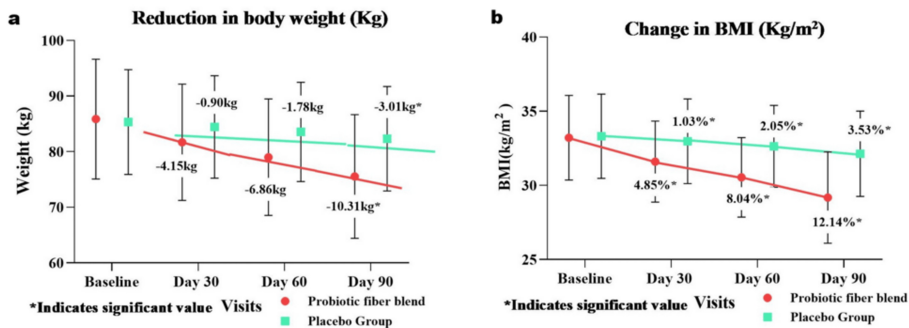 a
Reduction in body weight (Kg)
100
90
80
70
60
Weight (kg)
-0.90kg
-1.78kg
-3.01kg*
-4.15kg
-6.86kg
-10.31kg*
Baseline Day 30 Day 60 Day 90
*Indicates significant value Visits
Probiotic fiber blend
Placebo Group
b
Change in BMI (Kg/m²)
40
35
30
25
BMI(kg/m²)
1.03%*
2.05%*
3.53%*
4.85%*
8.04%*
12.14%*
Baseline Day 30 Day 60 Day 90
*Indicates significant value Visits
Probiotic fiber blend
Placebo Group